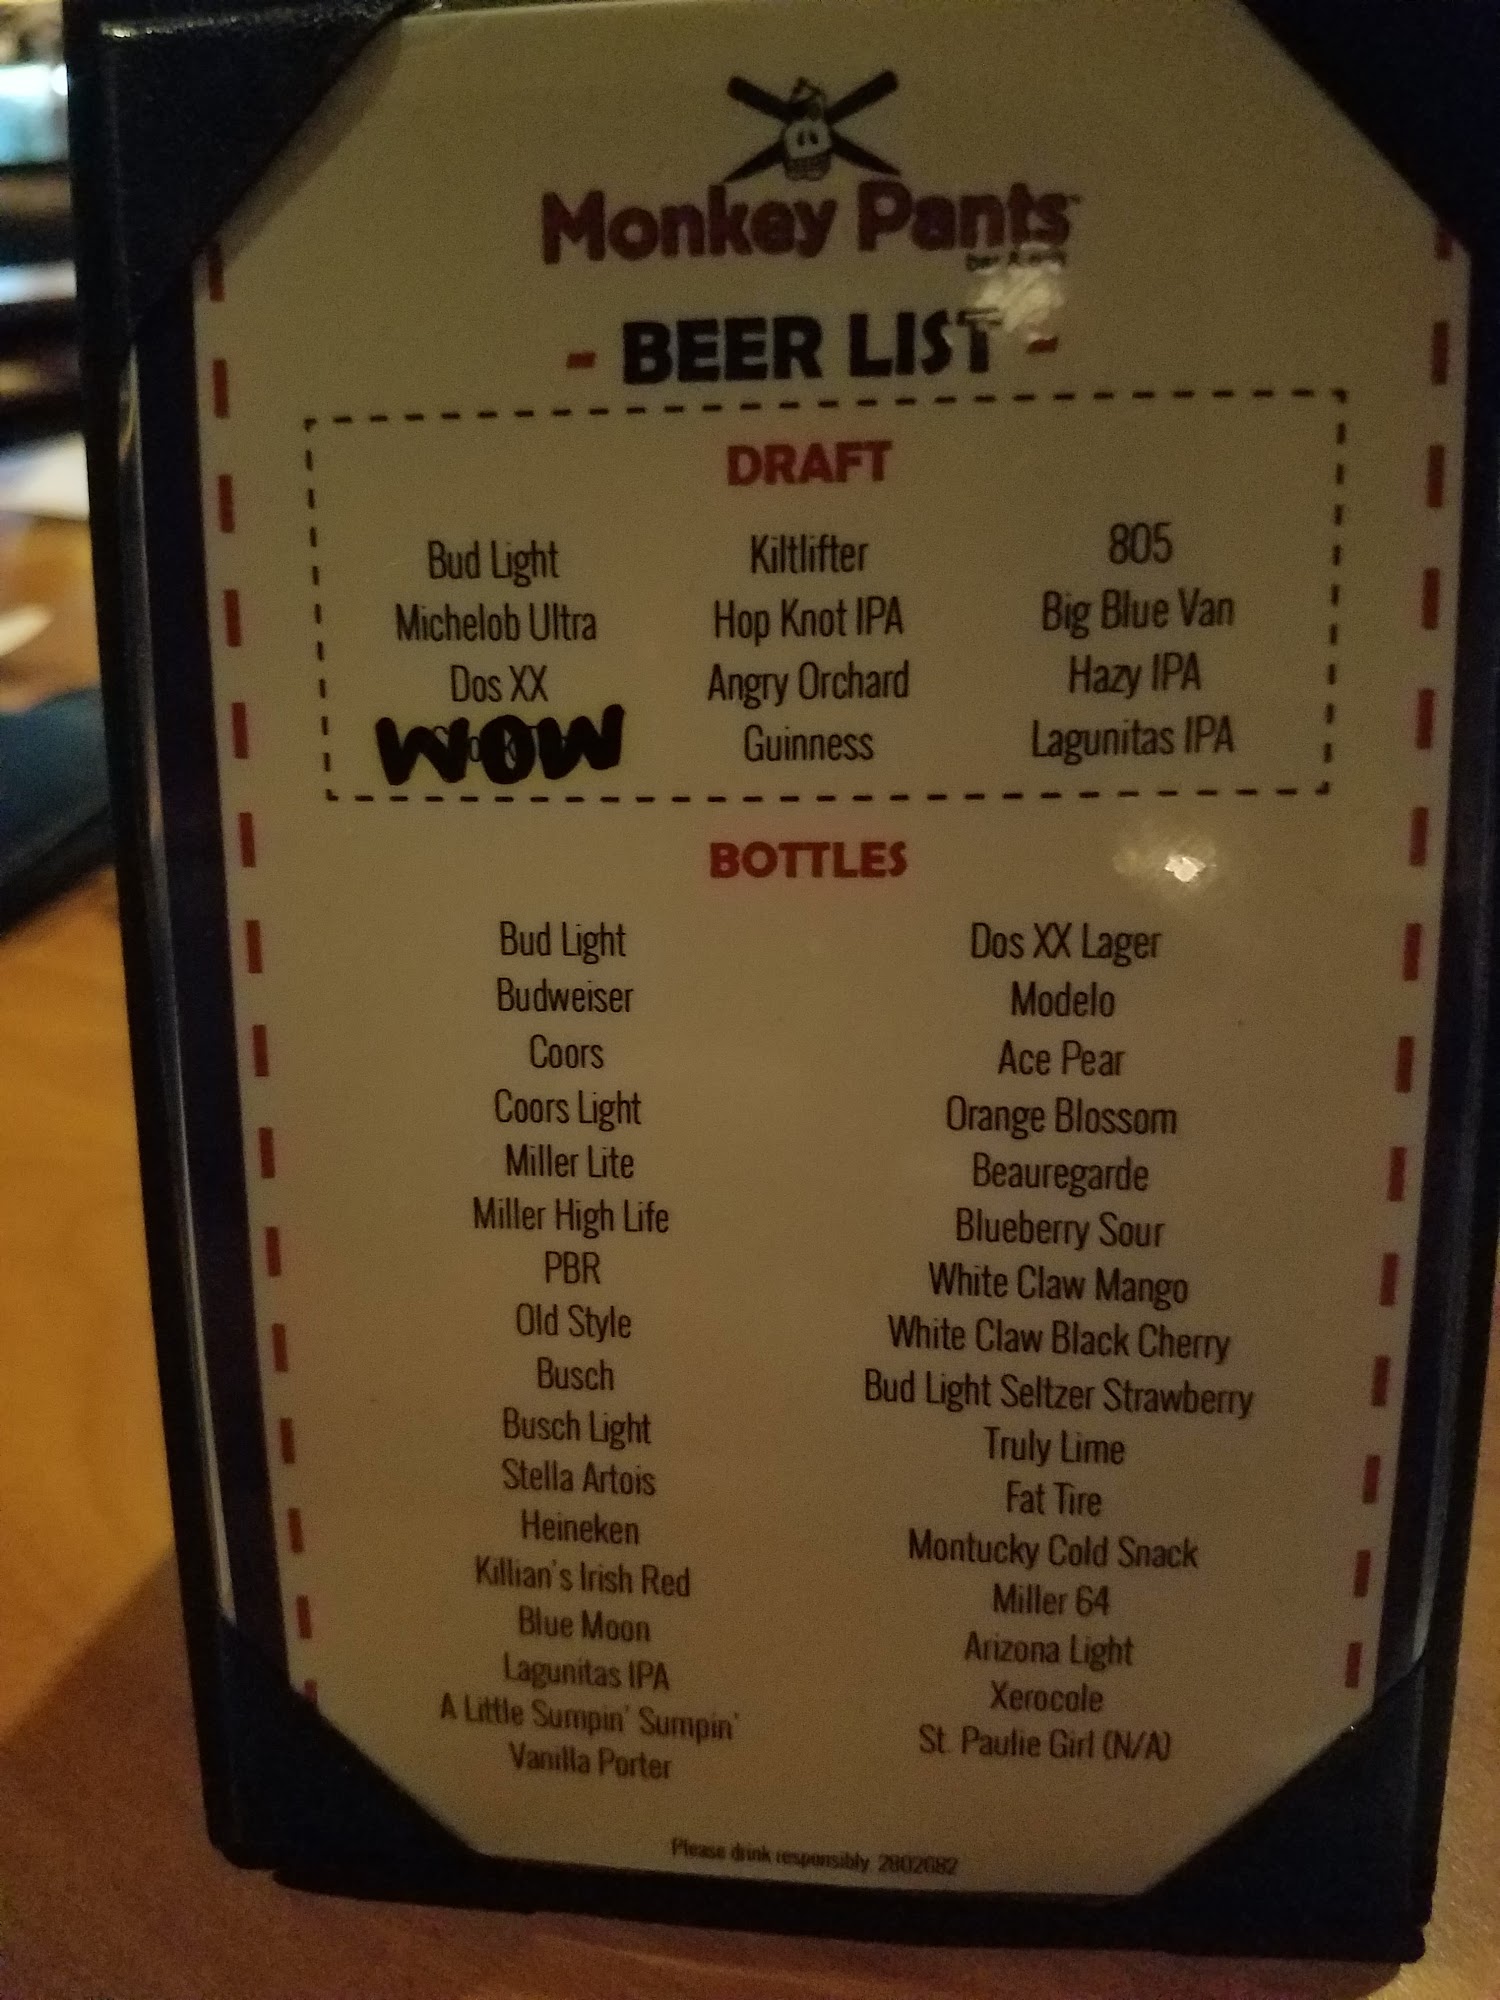 Monkey Pants™
Bar & Grill
- BEER LIST -
DRAFT
Bud Light
Michelob Ultra
Dos XX
WOW
Kiltlifter
Hop Knot IPA
Angry Orchard
Guinness
805
Big Blue Van
Hazy IPA
Lagunitas IPA
BOTTLES
Bud Light
Budweiser
Coors
Coors Light
Miller Lite
Miller High Life
PBR
Old Style
Busch
Busch Light
Stella Artois
Heineken
Killian's Irish Red
Blue Moon
Lagunitas IPA
A Little Sumpin' Sumpin'
Vanilla Porter
Dos XX Lager
Modelo
Ace Pear
Orange Blossom
Beauregarde
Blueberry Sour
White Claw Mango
White Claw Black Cherry
Bud Light Seltzer Strawberry
Truly Lime
Fat Tire
Montucky Cold Snack
Miller 64
Arizona Light
Xerocole
St. Paulie Girl (N/A)
Please drink responsibly. 2802682